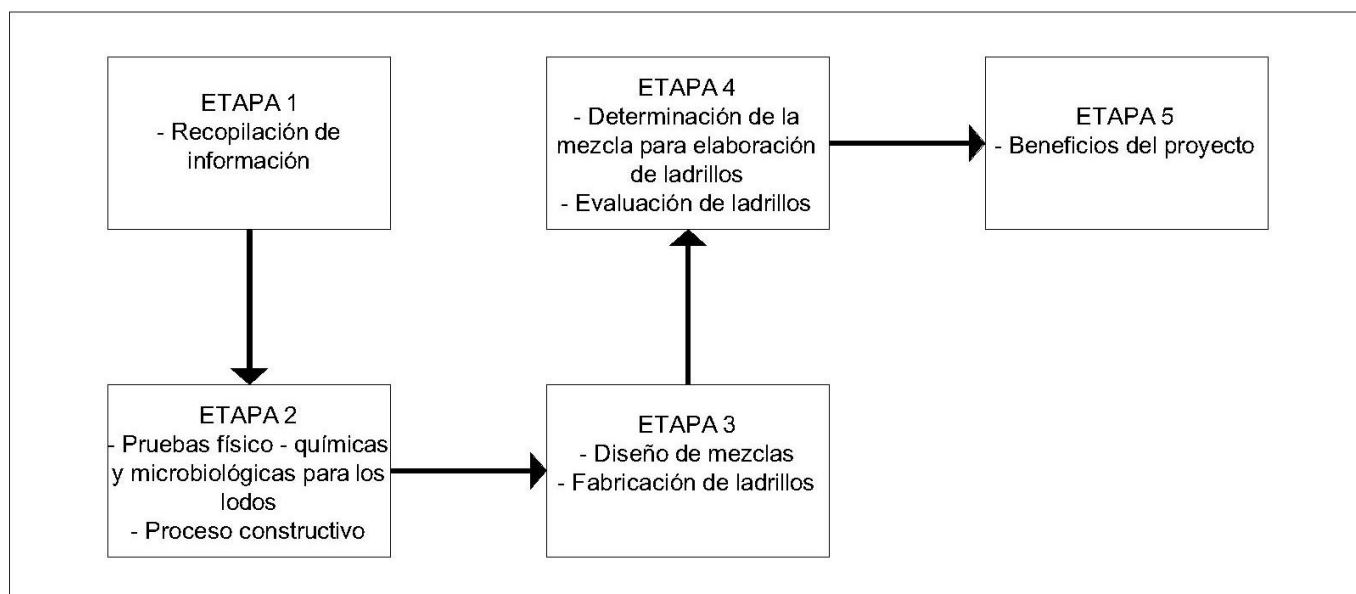 ETAPA 1
- Recopilación de
información
ETAPA 2
- Pruebas físico - químicas
y microbiológicas para los
lodos
- Proceso constructivo
ETAPA 3
- Diseño de mezclas
- Fabricación de ladrillos
ETAPA 4
- Determinación de la
mezcla para elaboración
de ladrillos
- Evaluación de ladrillos
ETAPA 5
- Beneficios del proyecto